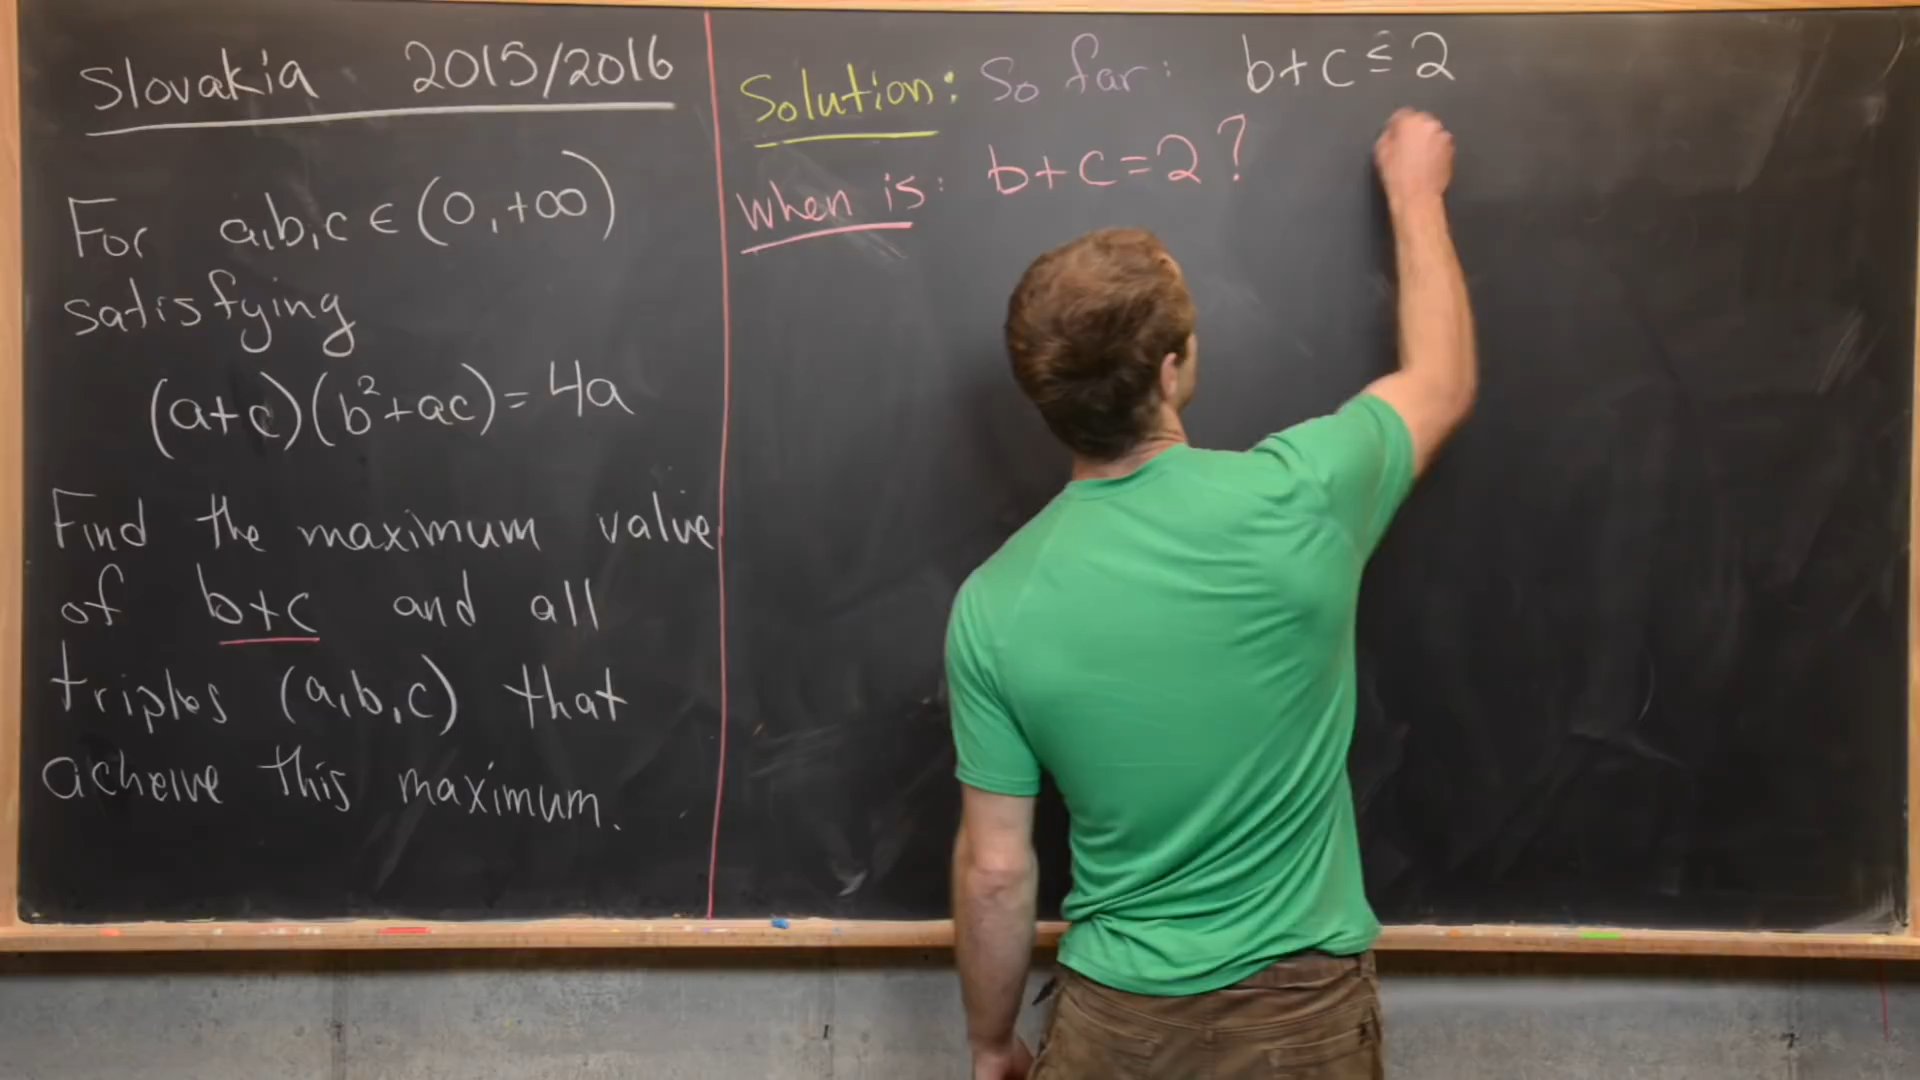 Slovakia 2015/2016
For a,b,c ∈ (0,+∞)
satisfying
(a+c)(b²+ac)=4a
Find the maximum value
of b+c and all
triples (a,b,c) that
acheive this maximum.
Solution: So far: b+c ≤ 2
When is: b+c=2?